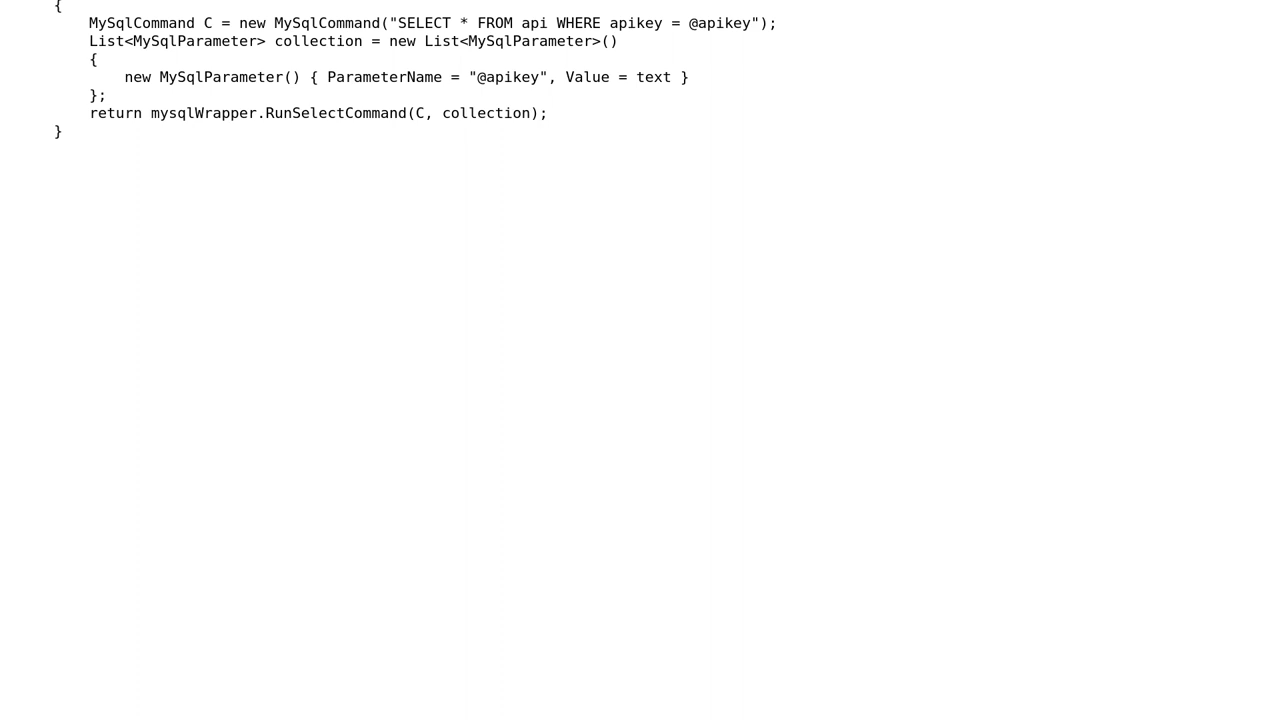 {
MySqlCommand C = new MySqlCommand("SELECT * FROM api WHERE apikey = @apikey");
List<MySqlParameter> collection = new List<MySqlParameter>()
{
new MySqlParameter() { ParameterName = "@apikey", Value = text }
};
return mysqlWrapper.RunSelectCommand(C, collection);
}